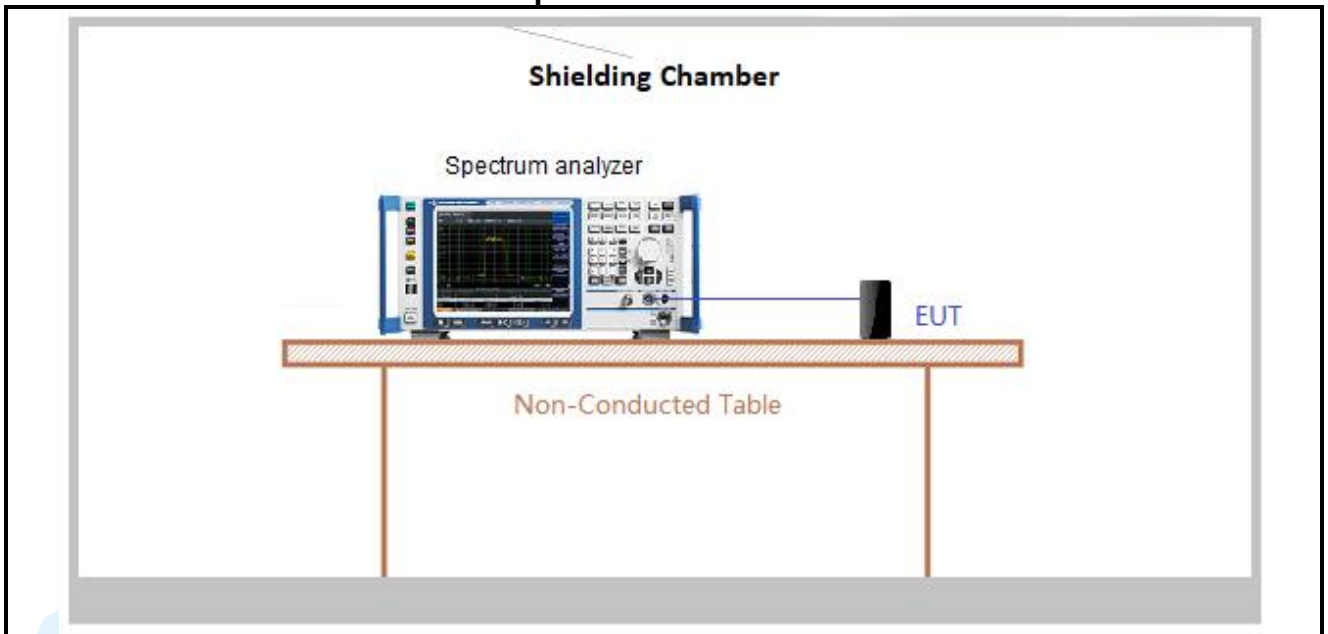 Shielding Chamber
Spectrum analyzer
EUT
Non-Conducted Table